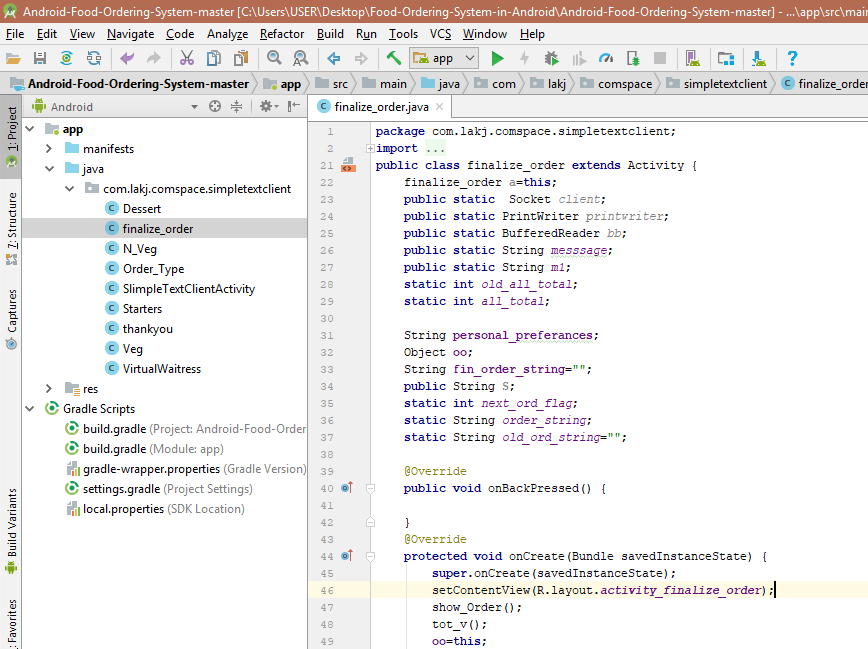 Android-Food-Ordering-System-master [C:\Users\USER\Desktop\Food-Ordering-System-in-Android\Android-Food-Ordering-System-master] - ...\app\src\main
File Edit View Navigate Code Analyze Refactor Build Run Tools VCS Window Help
app
Android-Food-Ordering-System-master app src main java com lakj comspace simpletextclient finalize_order
1: Project
7: Structure
Captures
Build Variants
: Favorites
Android
app
manifests
java
com.lakj.comspace.simpletextclient
Dessert
finalize_order
N_Veg
Order_Type
SlimpleTextClientActivity
Starters
thankyou
Veg
VirtualWaitress
res
Gradle Scripts
build.gradle (Project: Android-Food-Order
build.gradle (Module: app)
gradle-wrapper.properties (Gradle Version)
settings.gradle (Project Settings)
local.properties (SDK Location)
finalize_order.java
1 package com.lakj.comspace.simpletextclient;
2 import ...
21 public class finalize_order extends Activity {
22 finalize_order a=this;
23 public static  Socket client;
24 public static PrintWriter printwriter;
25 public static BufferedReader bb;
26 public static String messsage;
27 public static String m1;
28 static int old_all_total;
29 static int all_total;
30
31 String personal_preferances;
32 Object oo;
33 String fin_order_string="";
34 public String S;
35 static int next_ord_flag;
36 static String order_string;
37 static String old_ord_string="";
38
39 @Override
40 public void onBackPressed() {
41
42 }
43 @Override
44 protected void onCreate(Bundle savedInstanceState) {
45 super.onCreate(savedInstanceState);
46 setContentView(R.layout.activity_finalize_order);
47 show_Order();
48 tot_v();
49 oo=this;